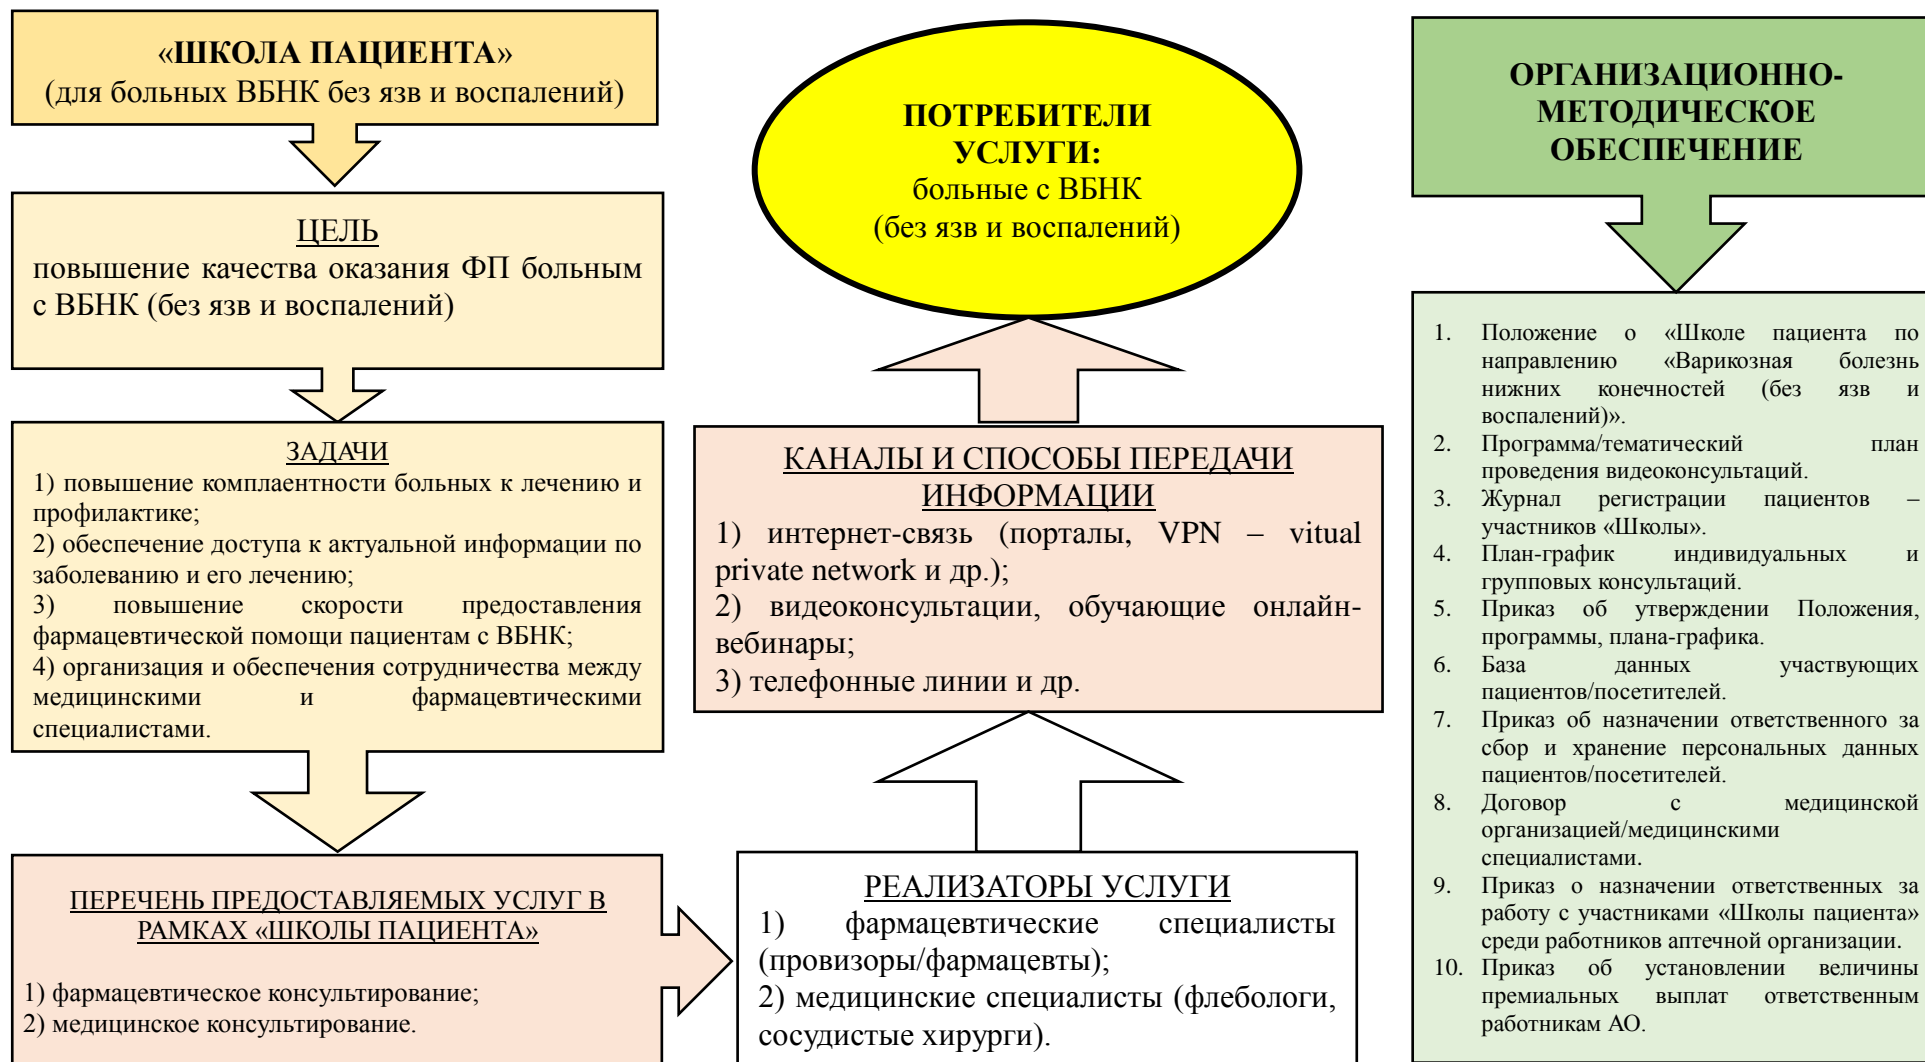 «ШКОЛА ПАЦИЕНТА»
(для больных ВБНК без язв и воспалений)
ЦЕЛЬ
повышение качества оказания ФП больным
с ВБНК (без язв и воспалений)
ЗАДАЧИ
1) повышение комплаентности больных к лечению и
профилактике;
2) обеспечение доступа к актуальной информации по
заболеванию и его лечению;
3) повышение скорости предоставления
фармацевтической помощи пациентам с ВБНК;
4) организация и обеспечения сотрудничества между
медицинскими и фармацевтическими
специалистами.
ПЕРЕЧЕНЬ ПРЕДОСТАВЛЯЕМЫХ УСЛУГ В
РАМКАХ «ШКОЛЫ ПАЦИЕНТА»
1) фармацевтическое консультирование;
2) медицинское консультирование.
РЕАЛИЗАТОРЫ УСЛУГИ
1) фармацевтические специалисты
(провизоры/фармацевты);
2) медицинские специалисты (флебологи,
сосудистые хирурги).
КАНАЛЫ И СПОСОБЫ ПЕРЕДАЧИ
ИНФОРМАЦИИ
1) интернет-связь (порталы, VPN – vitual
private network и др.);
2) видеоконсультации, обучающие онлайн-
вебинары;
3) телефонные линии и др.
ПОТРЕБИТЕЛИ
УСЛУГИ:
больные с ВБНК
(без язв и воспалений)
ОРГАНИЗАЦИОННО-
МЕТОДИЧЕСКОЕ
ОБЕСПЕЧЕНИЕ
1. Положение о «Школе пациента по
направлению «Варикозная болезнь
нижних конечностей (без язв и
воспалений)».
2. Программа/тематический план
проведения видеоконсультаций.
3. Журнал регистрации пациентов –
участников «Школы».
4. План-график индивидуальных и
групповых консультаций.
5. Приказ об утверждении Положения,
программы, плана-графика.
6. База данных участвующих
пациентов/посетителей.
7. Приказ об назначении ответственного за
сбор и хранение персональных данных
пациентов/посетителей.
8. Договор с медицинской
организацией/медицинскими
специалистами.
9. Приказ о назначении ответственных за
работу с участниками «Школы пациента»
среди работников аптечной организации.
10. Приказ об установлении величины
премиальных выплат ответственным
работникам АО.